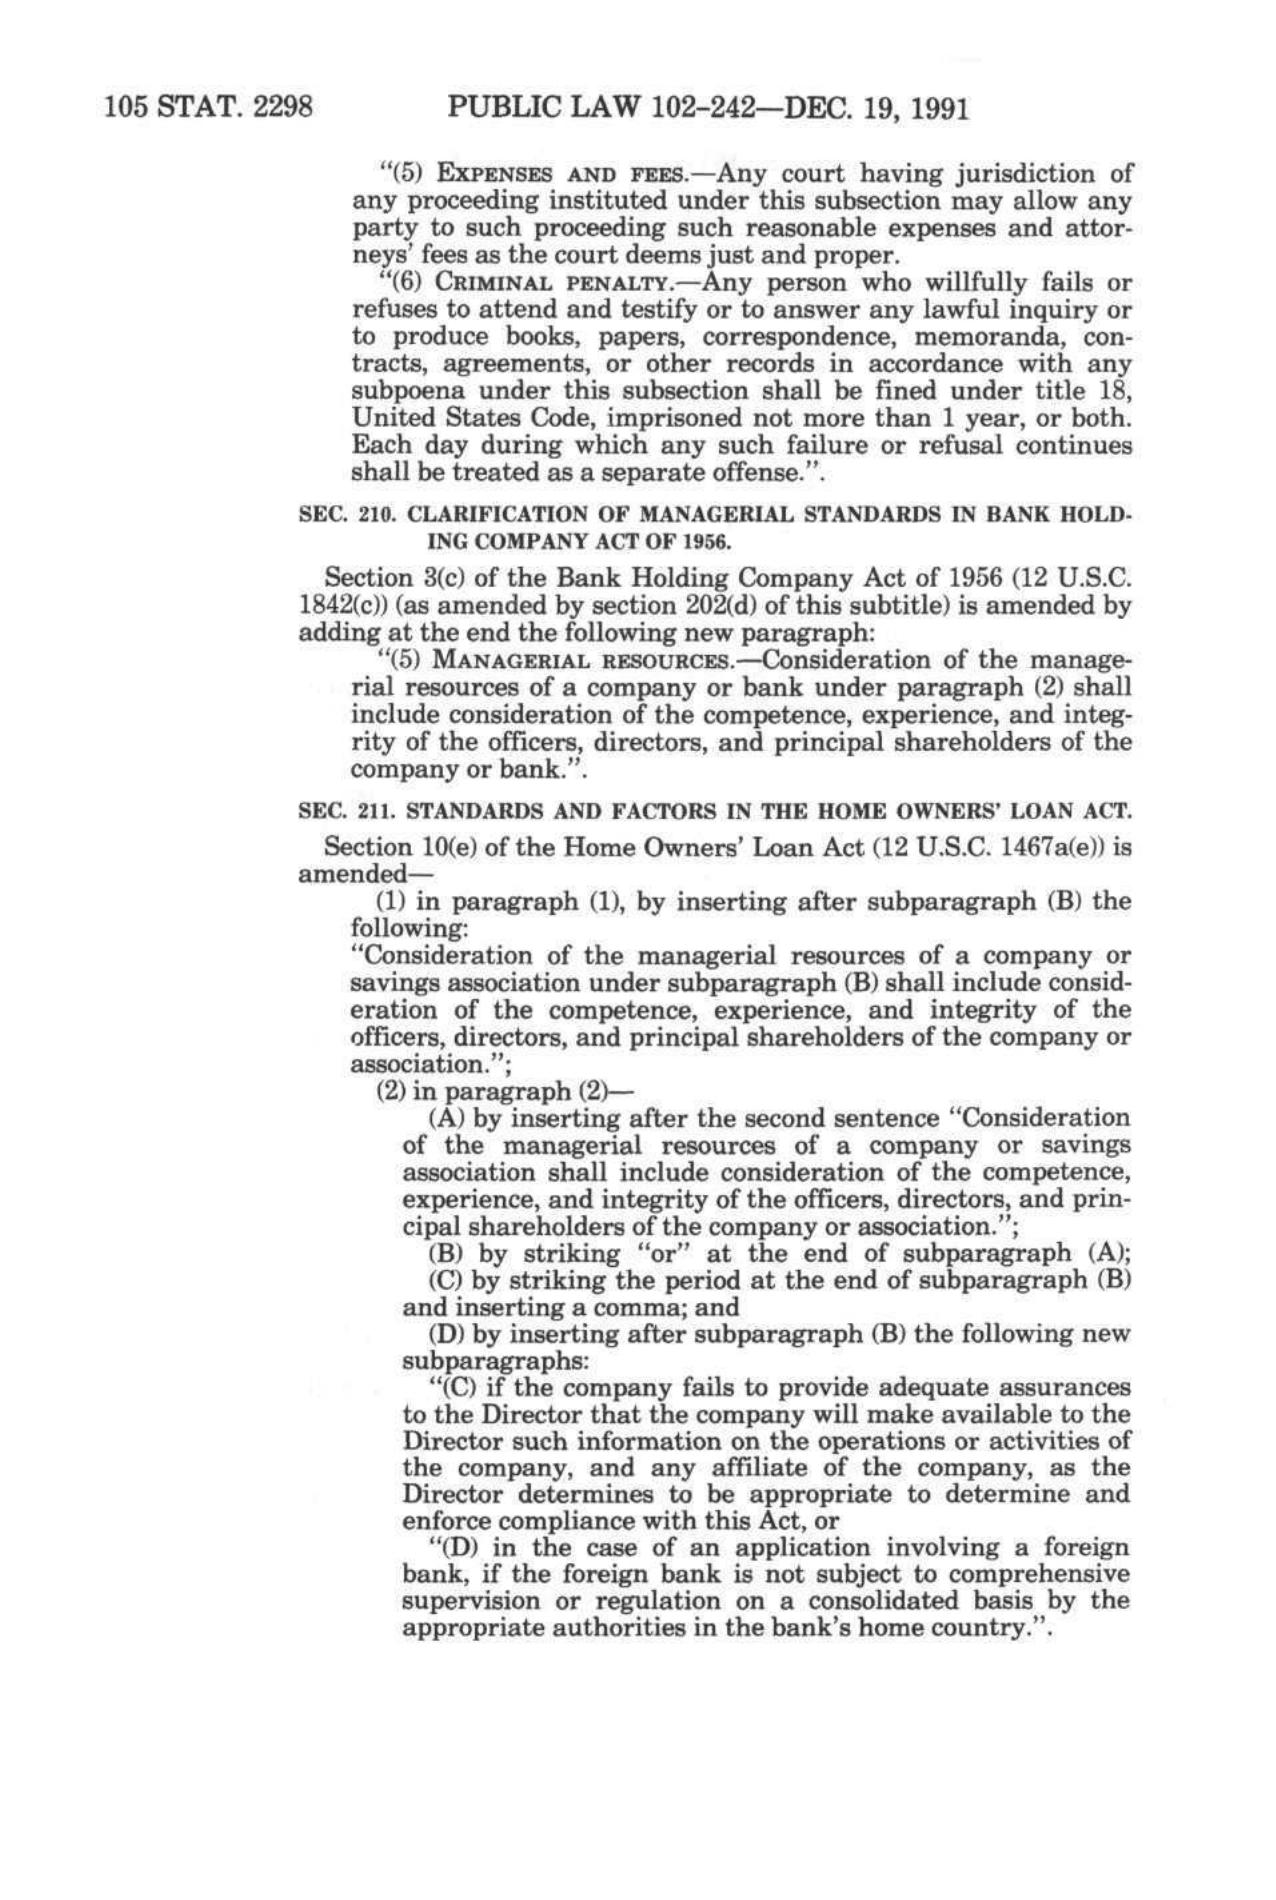 105 STAT. 2298 PUBLIC LAW 102–242—DEC. 19, 1991
“(5) EXPENSES AND FEES.—Any court having jurisdiction of
any proceeding instituted under this subsection may allow any
party to such proceeding such reasonable expenses and attor-
neys’ fees as the court deems just and proper.
“(6) CRIMINAL PENALTY.—Any person who willfully fails or
refuses to attend and testify or to answer any lawful inquiry or
to produce books, papers, correspondence, memoranda, con-
tracts, agreements, or other records in accordance with any
subpoena under this subsection shall be fined under title 18,
United States Code, imprisoned not more than 1 year, or both.
Each day during which any such failure or refusal continues
shall be treated as a separate offense.”.
SEC. 210. CLARIFICATION OF MANAGERIAL STANDARDS IN BANK HOLD-
ING COMPANY ACT OF 1956.
Section 3(c) of the Bank Holding Company Act of 1956 (12 U.S.C.
1842(c)) (as amended by section 202(d) of this subtitle) is amended by
adding at the end the following new paragraph:
“(5) MANAGERIAL RESOURCES.—Consideration of the manage-
rial resources of a company or bank under paragraph (2) shall
include consideration of the competence, experience, and integ-
rity of the officers, directors, and principal shareholders of the
company or bank.”.
SEC. 211. STANDARDS AND FACTORS IN THE HOME OWNERS’ LOAN ACT.
Section 10(e) of the Home Owners’ Loan Act (12 U.S.C. 1467a(e)) is
amended—
(1) in paragraph (1), by inserting after subparagraph (B) the
following:
“Consideration of the managerial resources of a company or
savings association under subparagraph (B) shall include consid-
eration of the competence, experience, and integrity of the
officers, directors, and principal shareholders of the company or
association.”;
(2) in paragraph (2)—
(A) by inserting after the second sentence “Consideration
of the managerial resources of a company or savings
association shall include consideration of the competence,
experience, and integrity of the officers, directors, and prin-
cipal shareholders of the company or association.”;
(B) by striking “or” at the end of subparagraph (A);
(C) by striking the period at the end of subparagraph (B)
and inserting a comma; and
(D) by inserting after subparagraph (B) the following new
subparagraphs:
“(C) if the company fails to provide adequate assurances
to the Director that the company will make available to the
Director such information on the operations or activities of
the company, and any affiliate of the company, as the
Director determines to be appropriate to determine and
enforce compliance with this Act, or
“(D) in the case of an application involving a foreign
bank, if the foreign bank is not subject to comprehensive
supervision or regulation on a consolidated basis by the
appropriate authorities in the bank’s home country.”.